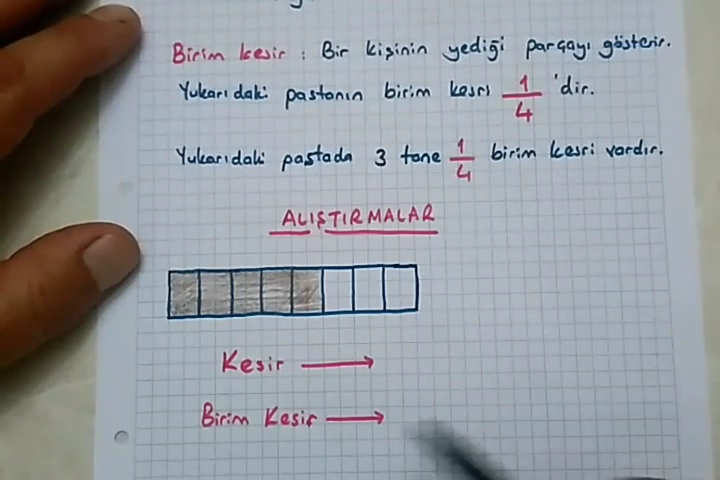 Birim kesir : Bir kişinin yediği parçayı gösterir.
Yukarıdaki pastanın birim kesri 1/4 'dir.
Yukarıdaki pastada 3 tane 1/4 birim kesri vardır.
ALIŞTIRMALAR
Kesir →
Birim Kesir →